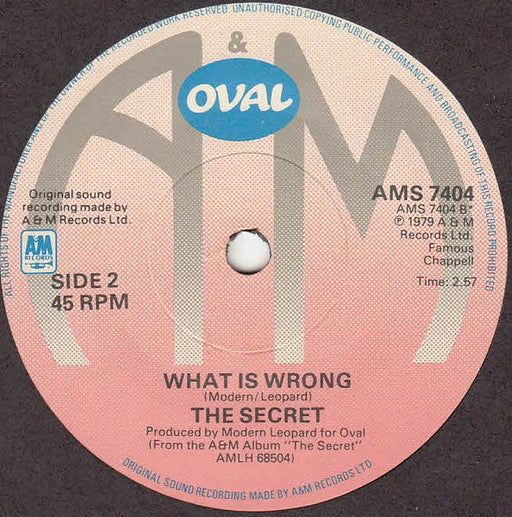 ALL RIGHTS OF THE MANUFACTURER AND OF THE OWNER OF THE RECORDED WORK RESERVED. UNAUTHORISED COPYING PUBLIC PERFORMANCE AND BROADCASTING OF THIS RECORD PROHIBITED
A&M
OVAL
Original sound
recording made by
A & M Records Ltd.
A&M
RECORDS
SIDE 2
45 RPM
AMS 7404
AMS 7404 B*
℗ 1979 A & M
Records Ltd.
Famous
Chappell
Time: 2.57
WHAT IS WRONG
(Modern/Leopard)
THE SECRET
Produced by Modern Leopard for Oval
(From the A&M Album "The Secret"
AMLH 68504)
ORIGINAL SOUND RECORDING MADE BY A&M RECORDS LTD.